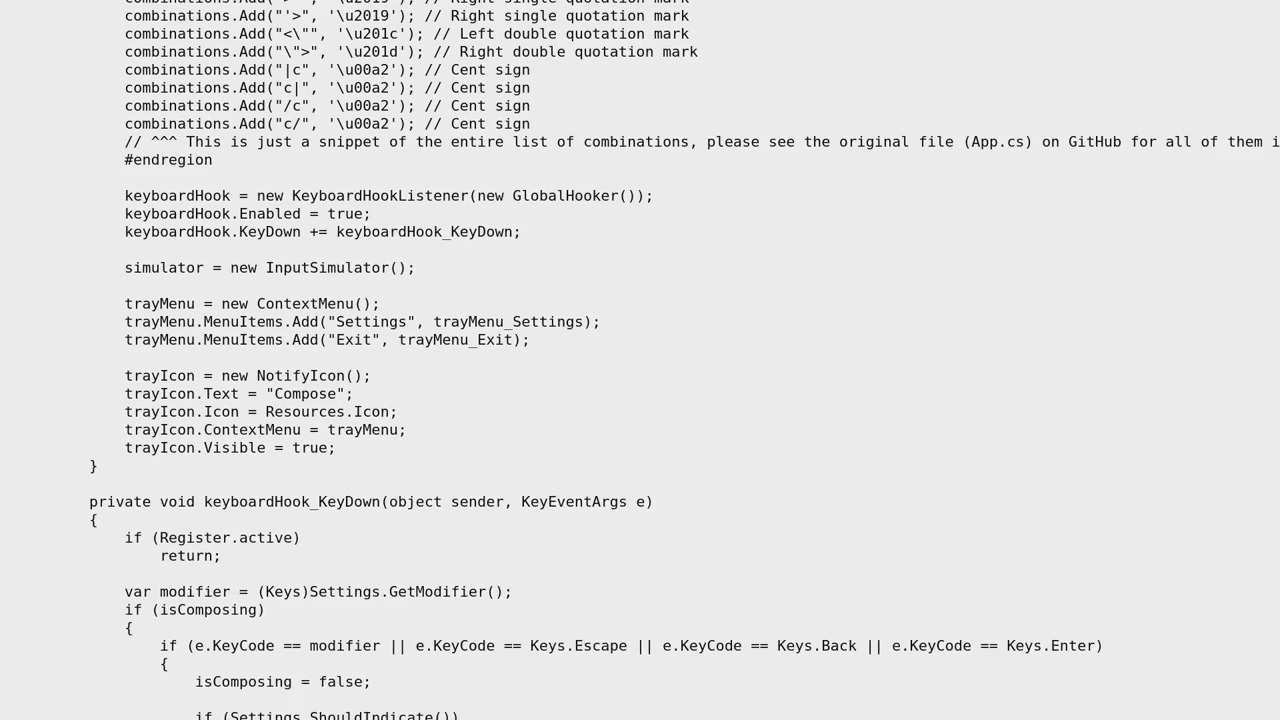 combinations.Add("'>", '\u2019'); // Right single quotation mark
combinations.Add("<\"", '\u201c'); // Left double quotation mark
combinations.Add("\">", '\u201d'); // Right double quotation mark
combinations.Add("|c", '\u00a2'); // Cent sign
combinations.Add("c|", '\u00a2'); // Cent sign
combinations.Add("/c", '\u00a2'); // Cent sign
combinations.Add("c/", '\u00a2'); // Cent sign
// ^^^ This is just a snippet of the entire list of combinations, please see the original file (App.cs) on GitHub for all of them
#endregion
keyboardHook = new KeyboardHookListener(new GlobalHooker());
keyboardHook.Enabled = true;
keyboardHook.KeyDown += keyboardHook_KeyDown;
simulator = new InputSimulator();
trayMenu = new ContextMenu();
trayMenu.MenuItems.Add("Settings", trayMenu_Settings);
trayMenu.MenuItems.Add("Exit", trayMenu_Exit);
trayIcon = new NotifyIcon();
trayIcon.Text = "Compose";
trayIcon.Icon = Resources.Icon;
trayIcon.ContextMenu = trayMenu;
trayIcon.Visible = true;
}
private void keyboardHook_KeyDown(object sender, KeyEventArgs e)
{
if (Register.active)
return;
var modifier = (Keys)Settings.GetModifier();
if (isComposing)
{
if (e.KeyCode == modifier || e.KeyCode == Keys.Escape || e.KeyCode == Keys.Back || e.KeyCode == Keys.Enter)
{
isComposing = false;
if (Settings.ShouldIndicate())